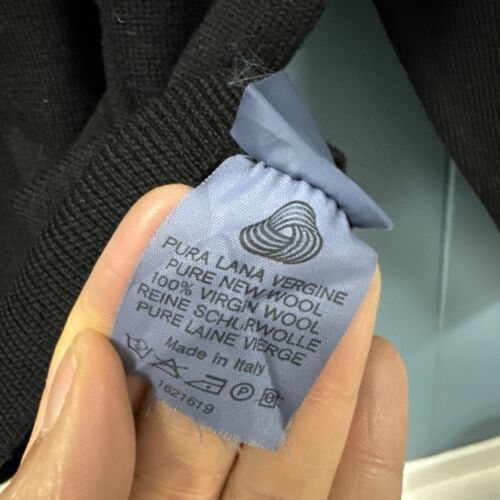 PURA LANA VERGINE
PURE NEW WOOL
100% VIRGIN WOOL
REINE SCHURWOLLE
PURE LAINE VIERGE
Made in Italy
P
1621619